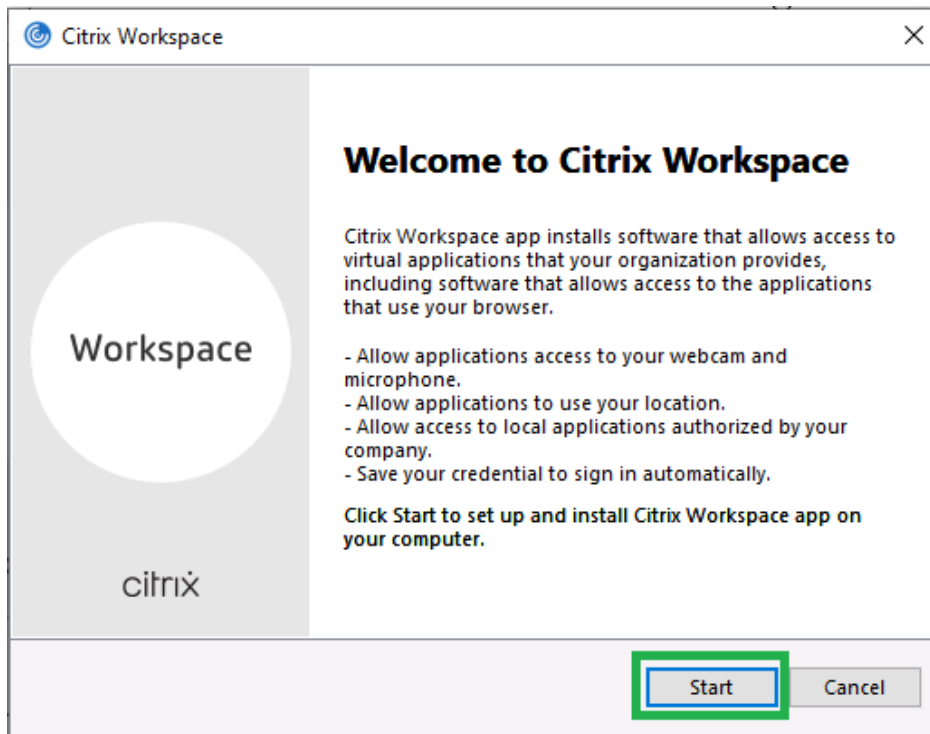 Citrix Workspace
Welcome to Citrix Workspace
Citrix Workspace app installs software that allows access to
virtual applications that your organization provides,
including software that allows access to the applications
that use your browser.
- Allow applications access to your webcam and
microphone.
- Allow applications to use your location.
- Allow access to local applications authorized by your
company.
- Save your credential to sign in automatically.
Click Start to set up and install Citrix Workspace app on
your computer.
Workspace
citrix
Start
Cancel